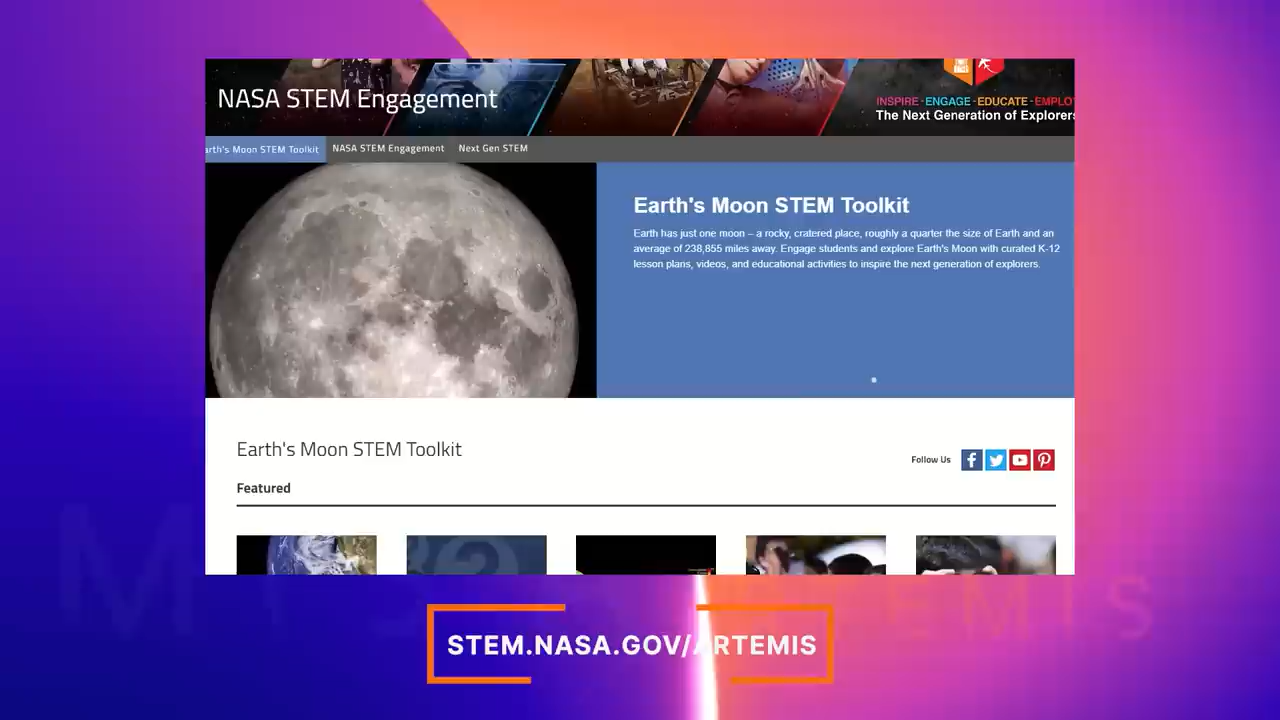 NASA STEM Engagement
INSPIRE - ENGAGE - EDUCATE - EMPLO
The Next Generation of Explorers
arth's Moon STEM Toolkit NASA STEM Engagement Next Gen STEM
Earth's Moon STEM Toolkit
Earth has just one moon – a rocky, cratered place, roughly a quarter the size of Earth and an
average of 238,855 miles away. Engage students and explore Earth's Moon with curated K-12
lesson plans, videos, and educational activities to inspire the next generation of explorers.
Earth's Moon STEM Toolkit
Follow Us
Featured
STEM.NASA.GOV/ARTEMIS